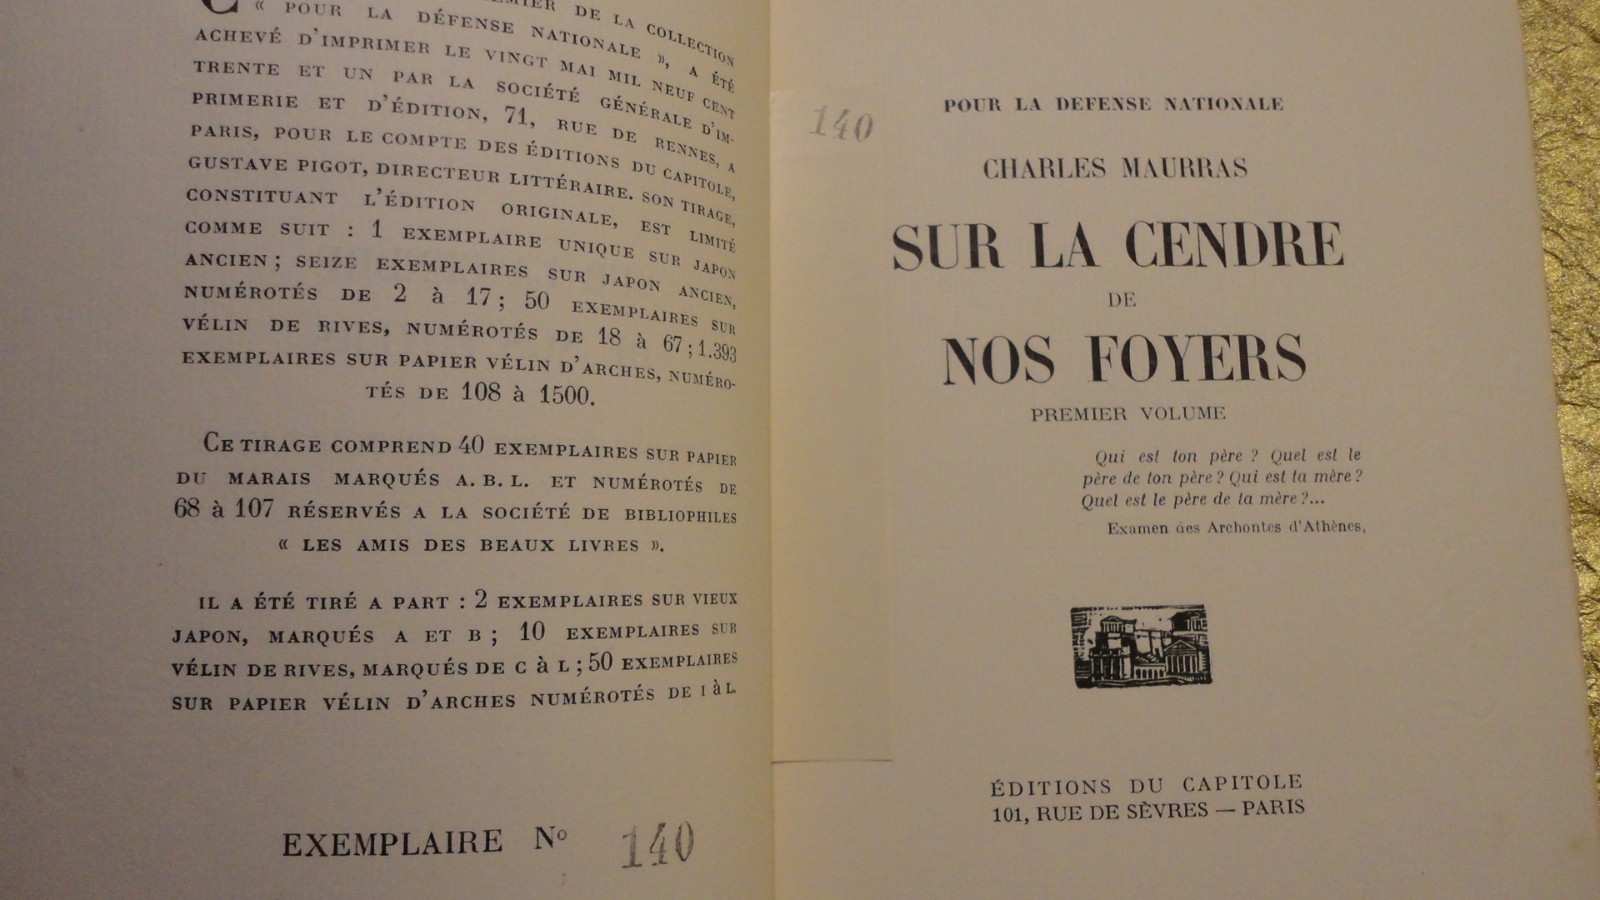 DE LA COLLECTION
« POUR LA DÉFENSE NATIONALE », A ÉTÉ
ACHEVÉ D'IMPRIMER LE VINGT MAI MIL NEUF CENT
TRENTE ET UN PAR LA SOCIÉTÉ GÉNÉRALE D'IM-
PRIMERIE ET D'ÉDITION, 71, RUE DE RENNES, A
PARIS, POUR LE COMPTE DES ÉDITIONS DU CAPITOLE,
GUSTAVE PIGOT, DIRECTEUR LITTÉRAIRE. SON TIRAGE,
CONSTITUANT L'ÉDITION ORIGINALE, EST LIMITÉ
COMME SUIT : 1 EXEMPLAIRE UNIQUE SUR JAPON
ANCIEN ; SEIZE EXEMPLAIRES SUR JAPON ANCIEN,
NUMÉROTÉS DE 2 à 17 ; 50 EXEMPLAIRES SUR
VÉLIN DE RIVES, NUMÉROTÉS DE 18 à 67 ; 1.393
EXEMPLAIRES SUR PAPIER VÉLIN D'ARCHES, NUMÉRO-
TÉS DE 108 à 1500.
CE TIRAGE COMPREND 40 EXEMPLAIRES SUR PAPIER
DU MARAIS MARQUÉS A. B. L. ET NUMÉROTÉS DE
68 à 107 RÉSERVÉS A LA SOCIÉTÉ DE BIBLIOPHILES
« LES AMIS DES BEAUX LIVRES ».
IL A ÉTÉ TIRÉ A PART : 2 EXEMPLAIRES SUR VIEUX
JAPON, MARQUÉS A ET B ; 10 EXEMPLAIRES SUR
VÉLIN DE RIVES, MARQUÉS DE C à L ; 50 EXEMPLAIRES
SUR PAPIER VÉLIN D'ARCHES NUMÉROTÉS DE I à L.
EXEMPLAIRE Nº 140
140
POUR LA DEFENSE NATIONALE
CHARLES MAURRAS
SUR LA CENDRE
DE
NOS FOYERS
PREMIER VOLUME
Qui est ton père ? Quel est le
père de ton père ? Qui est ta mère ?
Quel est le père de ta mère ?...
Examen des Archontes d'Athènes,
ÉDITIONS DU CAPITOLE
101, RUE DE SÈVRES — PARIS